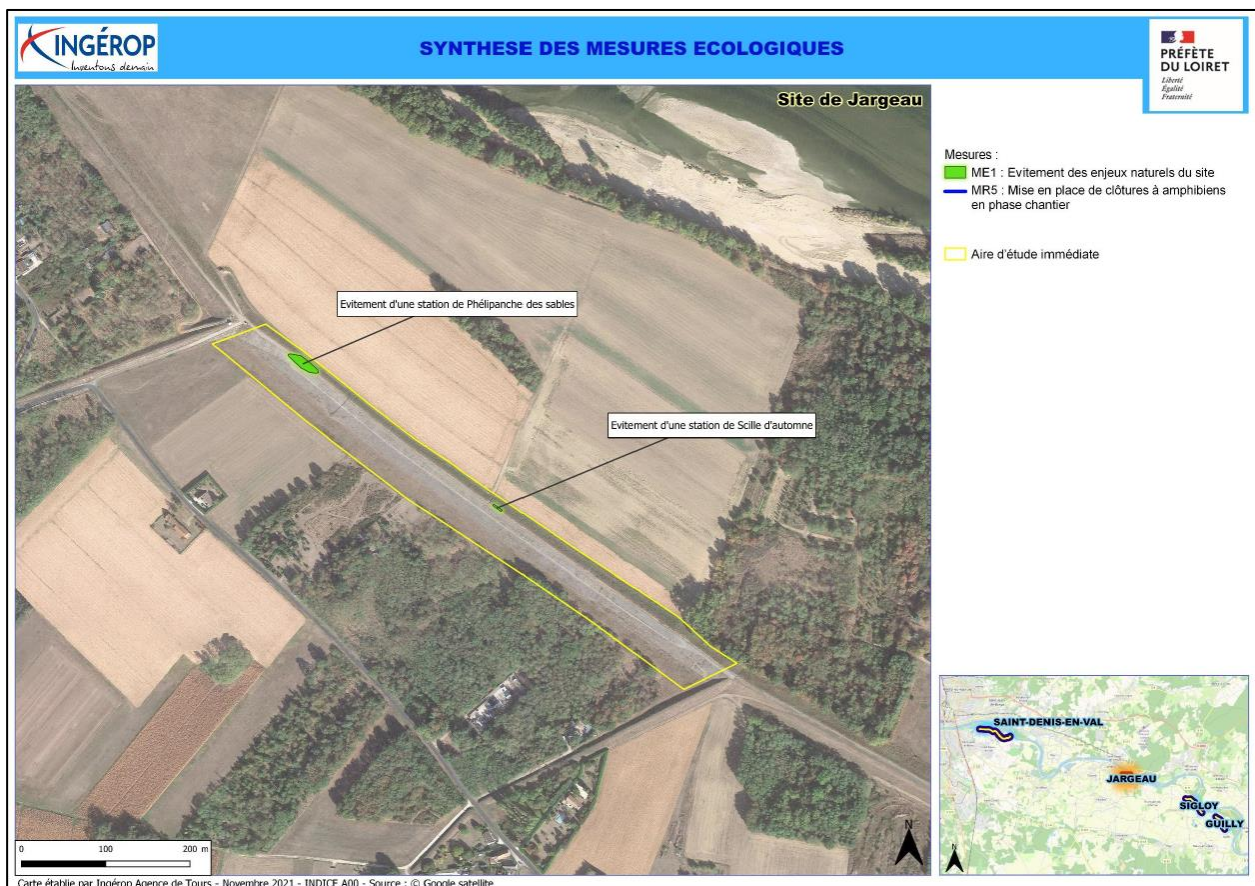 INGÉROP
Inventons demain
SYNTHESE DES MESURES ECOLOGIQUES
PRÉFÈTE
DU LOIRET
Liberté
Égalité
Fraternité
Site de Jargeau
Mesures :
ME1 : Evitement des enjeux naturels du site
MR5 : Mise en place de clôtures à amphibiens
en phase chantier
Aire d'étude immédiate
Evitement d'une station de Phélipanche des sables
Evitement d'une station de Scille d'automne
SAINT-DENIS-EN-VAL
JARGEAU
SIGLOY
GUILLY
0 100 200 m
N
N
Carte établie par Ingérop Agence de Tours - Novembre 2021 - INDICE A00 - Source : © Google satellite